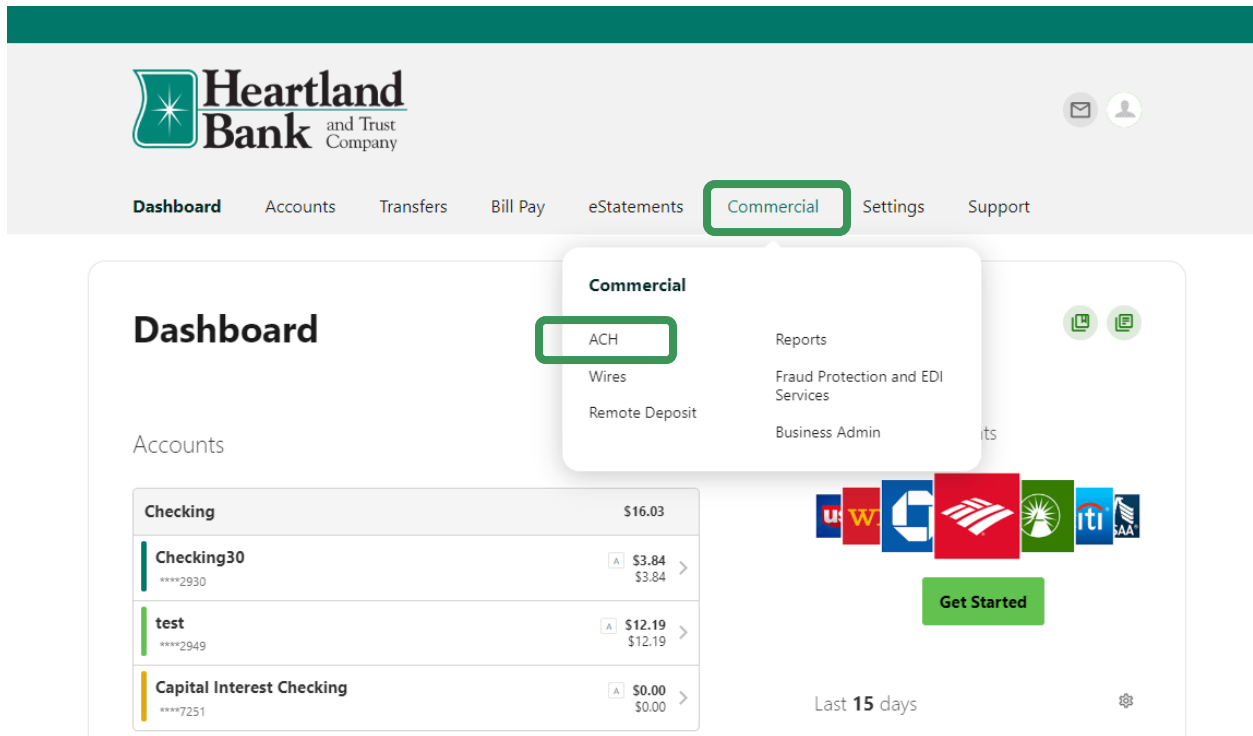 Heartland
Bank and Trust
Company
Dashboard Accounts Transfers Bill Pay eStatements Commercial Settings Support
Commercial
ACH Reports
Wires Fraud Protection and EDI
Services
Remote Deposit
Business Admin
Dashboard
Accounts
Checking $16.03
Checking30 A $3.84
****2930 $3.84
test A $12.19
****2949 $12.19
Capital Interest Checking A $0.00
****7251 $0.00
iti
Get Started
Last 15 days